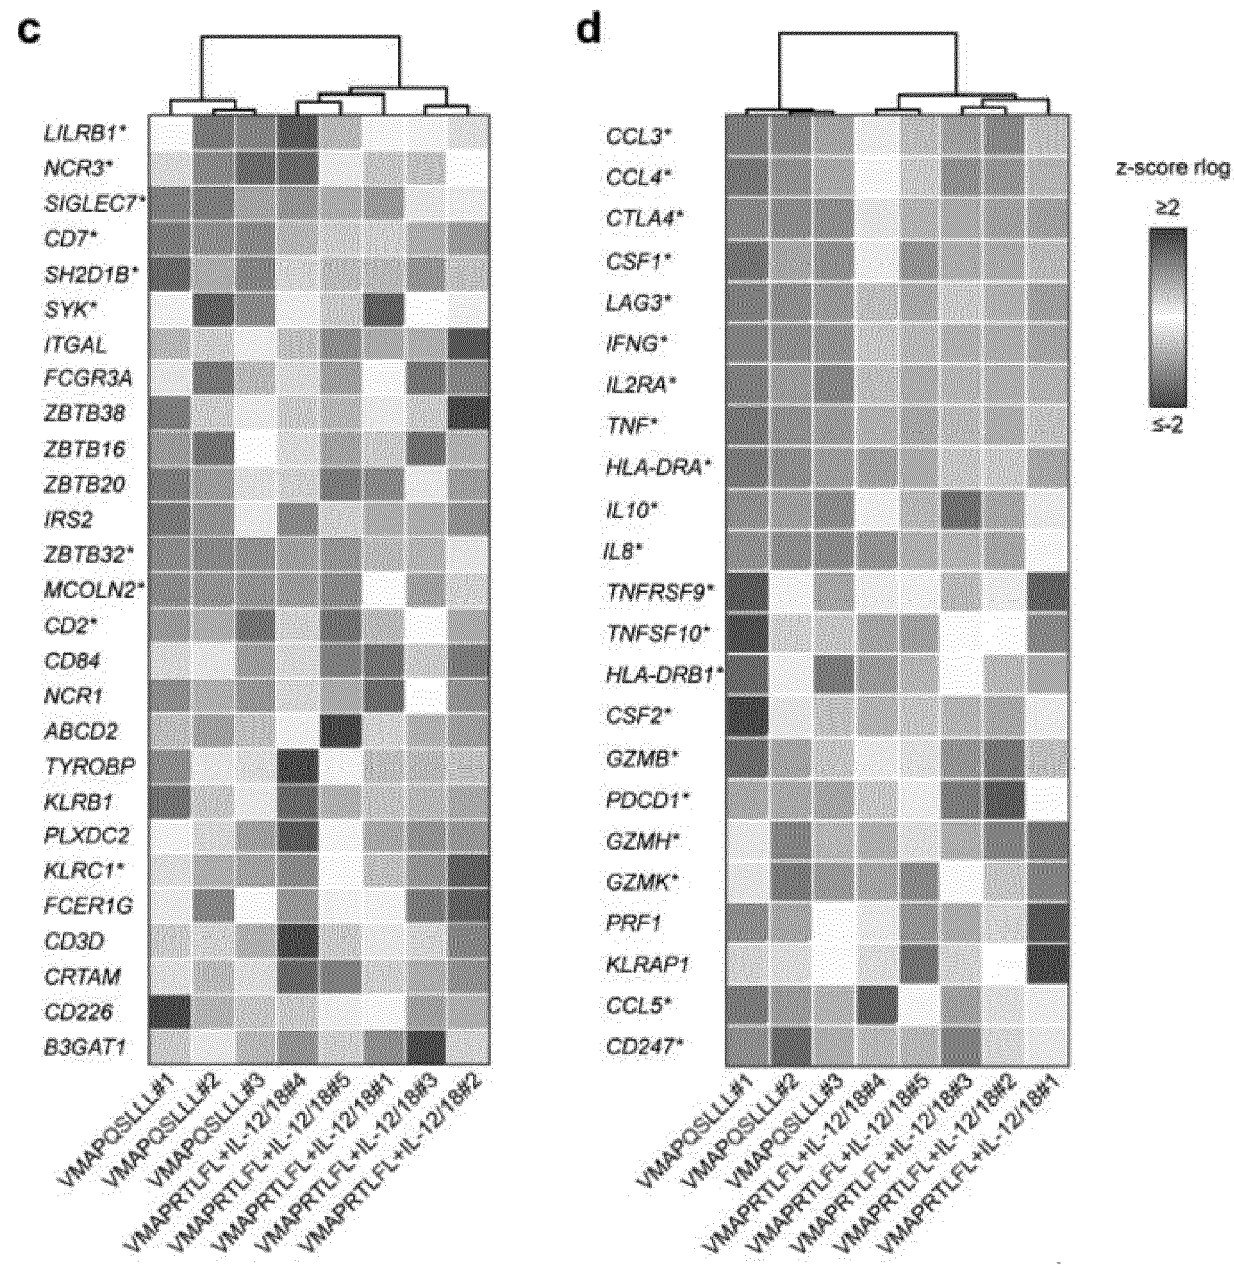 c
LILRB1*
NCR3*
SIGLEC7*
CD7*
SH2D1B*
SYK*
ITGAL
FCGR3A
ZBTB38
ZBTB16
ZBTB20
IRS2
ZBTB32*
MCOLN2*
CD2*
CD84
NCR1
ABCD2
TYROBP
KLRB1
PLXDC2
KLRC1*
FCER1G
CD3D
CRTAM
CD226
B3GAT1
VMAPQSLLL#1
VMAPQSLLL#2
VMAPQSLLL#3
VMAPRTLFL+IL-12/18#4
VMAPRTLFL+IL-12/18#5
VMAPRTLFL+IL-12/18#1
VMAPRTLFL+IL-12/18#3
VMAPRTLFL+IL-12/18#2
d
CCL3*
CCL4*
CTLA4*
CSF1*
LAG3*
IFNG*
IL2RA*
TNF*
HLA-DRA*
IL10*
IL8*
TNFRSF9*
TNFSF10*
HLA-DRB1*
CSF2*
GZMB*
PDCD1*
GZMH*
GZMK*
PRF1
KLRAP1
CCL5*
CD247*
VMAPQSLLL#1
VMAPQSLLL#2
VMAPQSLLL#3
VMAPRTLFL+IL-12/18#4
VMAPRTLFL+IL-12/18#5
VMAPRTLFL+IL-12/18#3
VMAPRTLFL+IL-12/18#2
VMAPRTLFL+IL-12/18#1
z-score rlog
≥2
≤-2